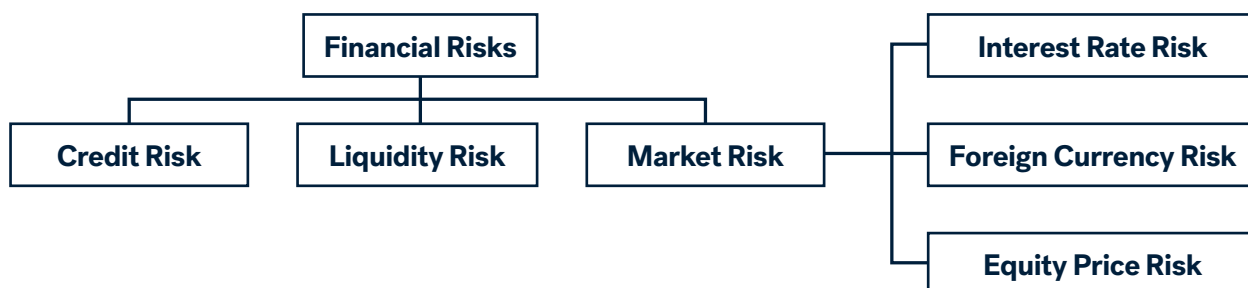 Financial Risks
Credit Risk
Liquidity Risk
Market Risk
Interest Rate Risk
Foreign Currency Risk
Equity Price Risk